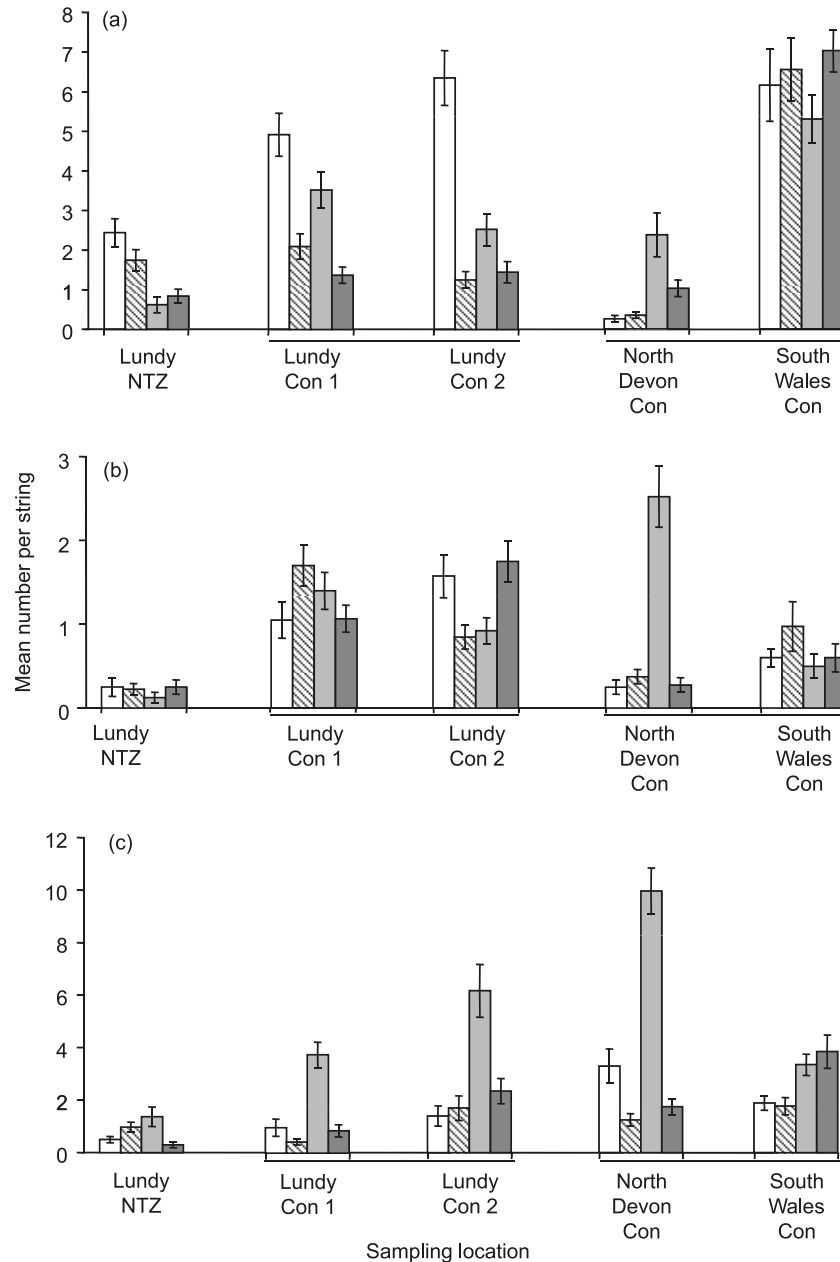 (a)
8
7
6
5
4
3
2
1
0
Lundy
NTZ
Lundy
Con 1
Lundy
Con 2
North
Devon
Con
South
Wales
Con
Mean number per string
(b)
3
2
1
0
Lundy
NTZ
Lundy
Con 1
Lundy
Con 2
North
Devon
Con
South
Wales
Con
(c)
12
10
8
6
4
2
0
Lundy
NTZ
Lundy
Con 1
Lundy
Con 2
North
Devon
Con
South
Wales
Con
Sampling location